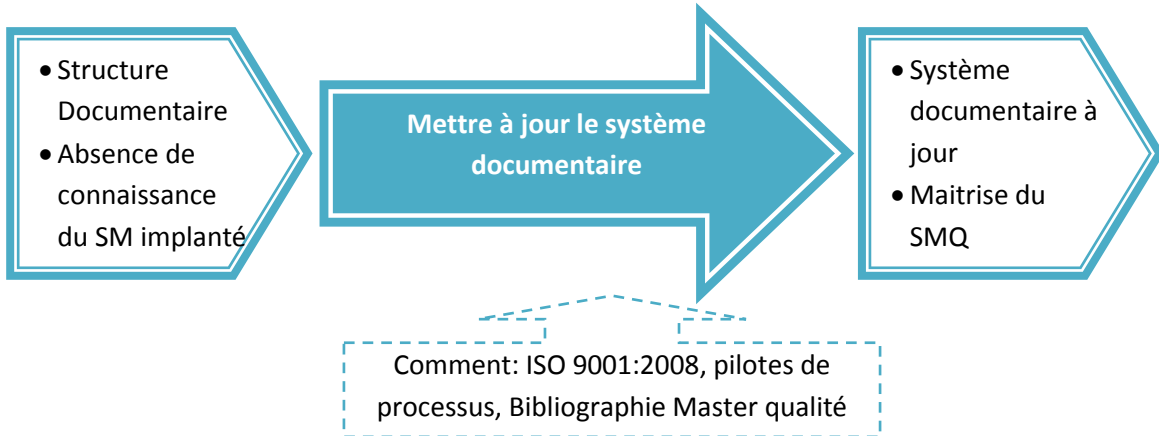 • Structure
Documentaire
• Absence de
connaissance
du SM implanté
Mettre à jour le système
documentaire
• Système
documentaire à
jour
• Maitrise du
SMQ
Comment: ISO 9001:2008, pilotes de
processus, Bibliographie Master qualité